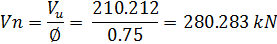 Vn = V_u / Ø = 210.212 / 0.75 = 280.283 kN